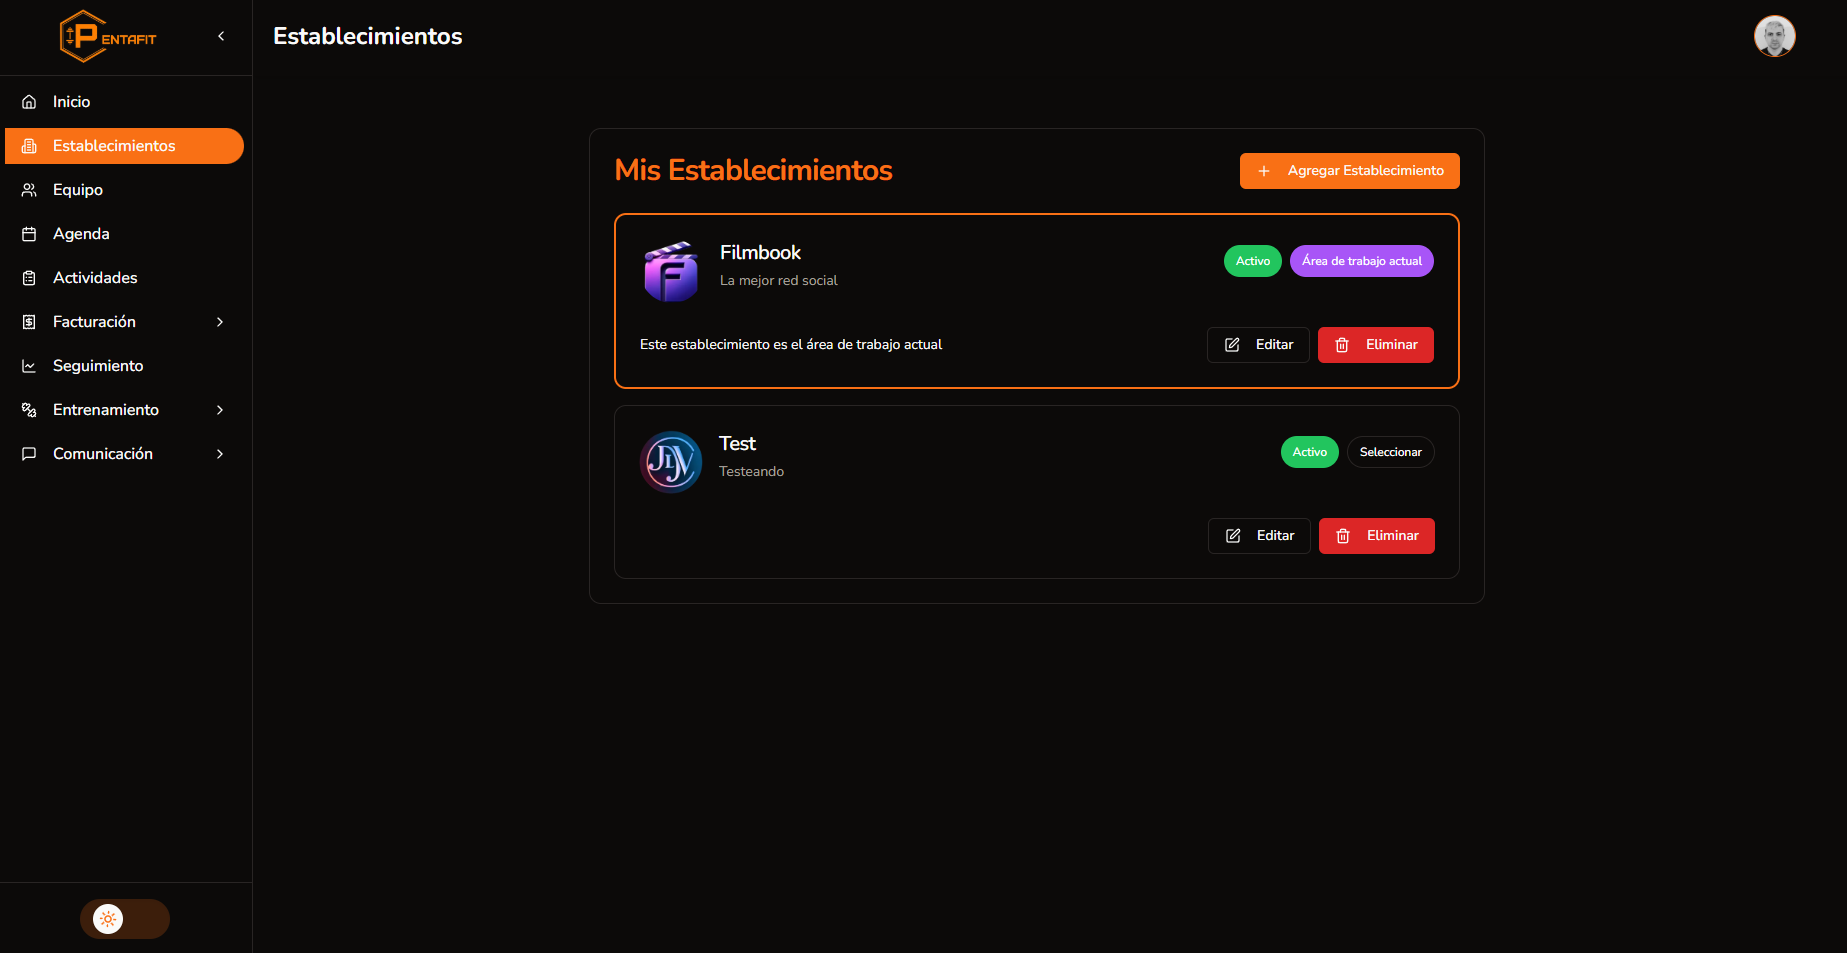 PENTAFIT
Establecimientos
Inicio
Establecimientos
Equipo
Agenda
Actividades
Facturación
Seguimiento
Entrenamiento
Comunicación
Mis Establecimientos
Agregar Establecimiento
F
Filmbook
La mejor red social
Activo
Área de trabajo actual
Este establecimiento es el área de trabajo actual
Editar
Eliminar
JLDV
Test
Testeando
Activo
Seleccionar
Editar
Eliminar